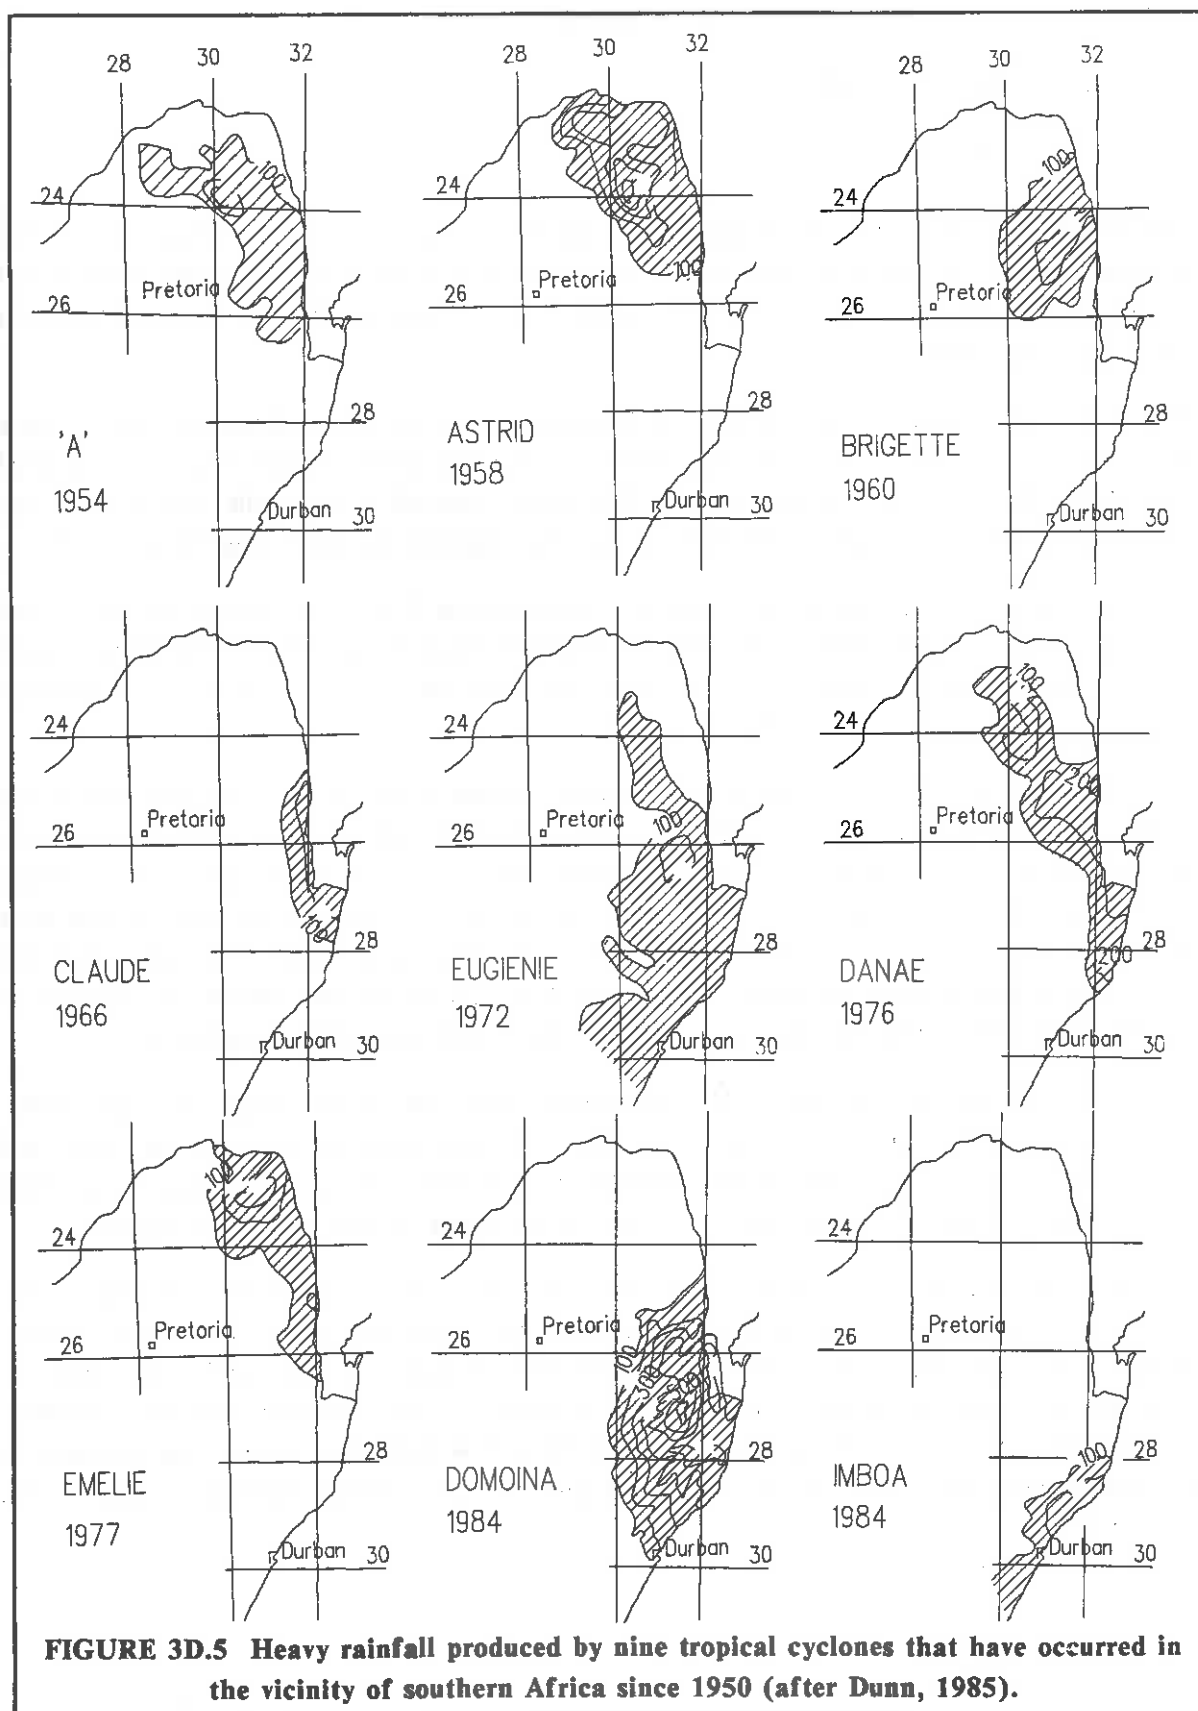 28 30 32
24
100
Pretoria
26
28
'A'
1954
Durban 30
28 30 32
24
100
Pretoria
26
28
ASTRID
1958
Durban 30
28 30 32
24
100
Pretoria
26
28
BRIGETTE
1960
Durban 30
24
Pretoria
26
100
28
CLAUDE
1966
Durban 30
24
Pretoria
100
26
28
EUGIENIE
1972
Durban 30
100
24
200
Pretoria
26
28
200
DANAE
1976
Durban 30
100
24
Pretoria
26
28
EMELIE
1977
Durban 30
24
Pretoria
26
100
300
500
28
DOMOINA
1984
Durban 30
24
Pretoria
26
28
100
IMBOA
1984
Durban 30
FIGURE 3D.5 Heavy rainfall produced by nine tropical cyclones that have occurred in
the vicinity of southern Africa since 1950 (after Dunn, 1985).